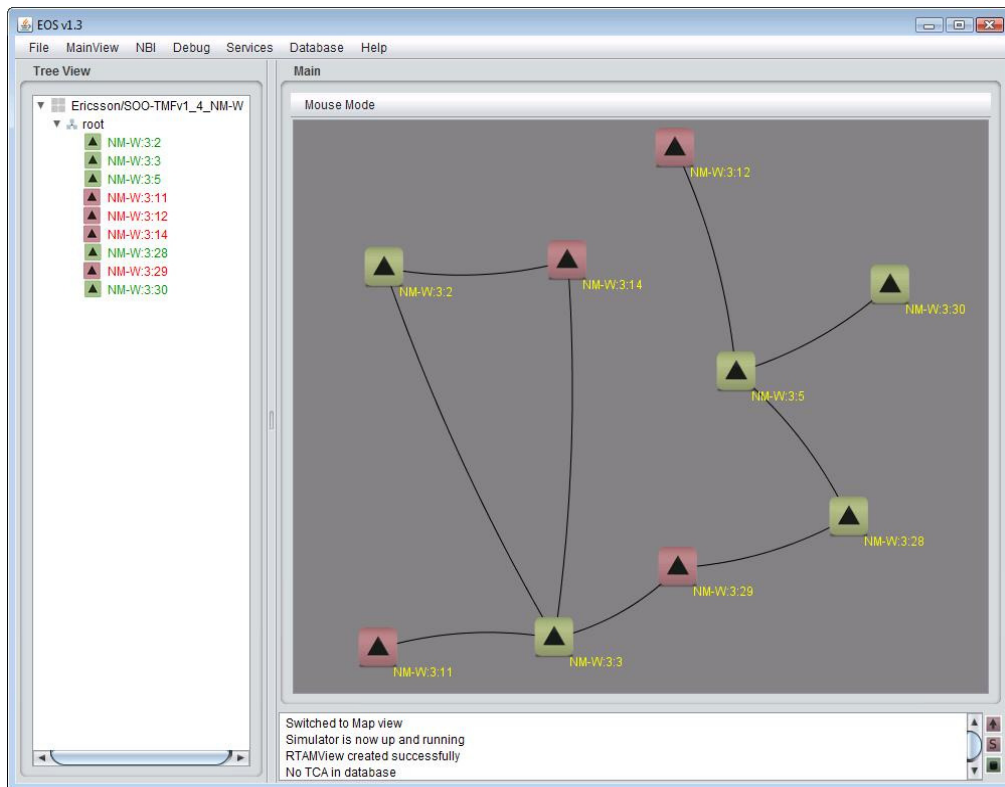 EOS v1.3
File MainView NBI Debug Services Database Help
Tree View
Main
Ericsson/SOO-TMFv1_4_NM-W
root
NM-W:3:2
NM-W:3:3
NM-W:3:5
NM-W:3:11
NM-W:3:12
NM-W:3:14
NM-W:3:28
NM-W:3:29
NM-W:3:30
Mouse Mode
NM-W:3:12
NM-W:3:2
NM-W:3:14
NM-W:3:30
NM-W:3:5
NM-W:3:28
NM-W:3:29
NM-W:3:11
NM-W:3:3
Switched to Map view
Simulator is now up and running
RTAMView created successfully
No TCA in database
S